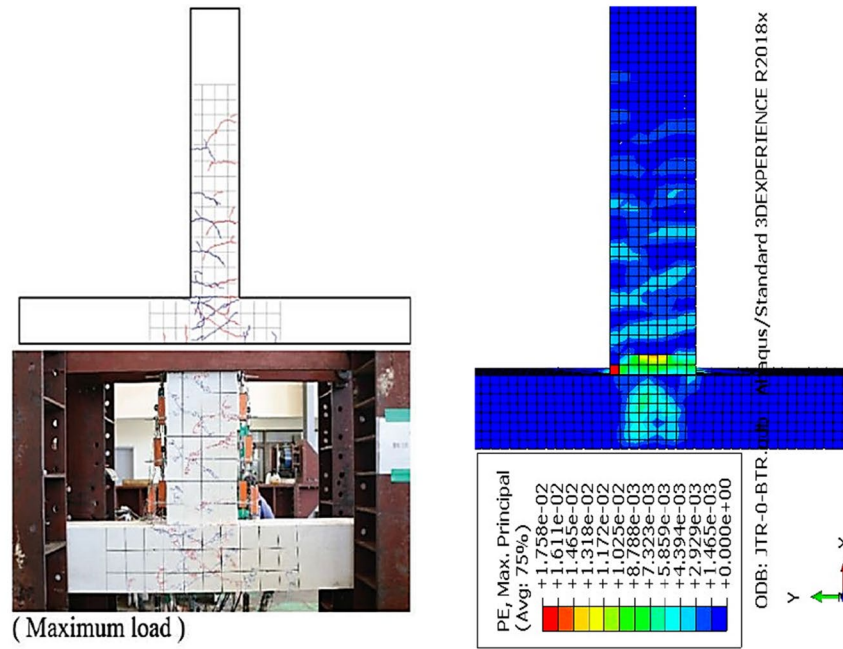 ( Maximum load )
PE, Max. Principal
(Avg: 75%)
+1.758e-02
+1.611e-02
+1.465e-02
+1.318e-02
+1.172e-02
+1.025e-02
+8.788e-03
+7.323e-03
+5.859e-03
+4.394e-03
+2.929e-03
+1.465e-03
+0.000e+00
ODB: JTR-0-BTR.odb Abaqus/Standard 3DEXPERIENCE R2018x
Y
X